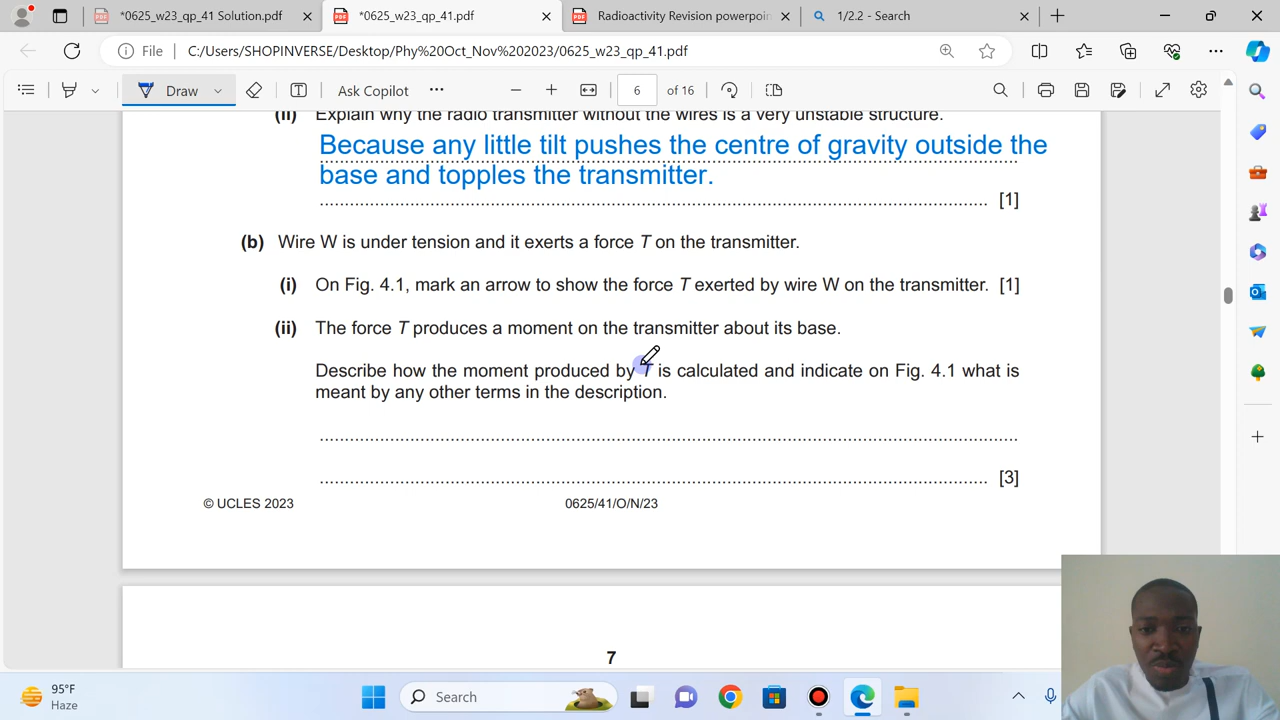 *0625_w23_qp_41 Solution.pdf
*0625_w23_qp_41.pdf
Radioactivity Revision powerpoin
1/2.2 - Search
File
C:/Users/SHOPINVERSE/Desktop/Phy%20Oct_Nov%202023/0625_w23_qp_41.pdf
Draw
Ask Copilot
6 of 16
(ii) Explain why the radio transmitter without the wires is a very unstable structure.
Because any little tilt pushes the centre of gravity outside the
base and topples the transmitter.
[1]
(b) Wire W is under tension and it exerts a force T on the transmitter.
(i) On Fig. 4.1, mark an arrow to show the force T exerted by wire W on the transmitter. [1]
(ii) The force T produces a moment on the transmitter about its base.
Describe how the moment produced by T is calculated and indicate on Fig. 4.1 what is
meant by any other terms in the description.
[3]
© UCLES 2023
0625/41/O/N/23
7
95°F
Haze
Search